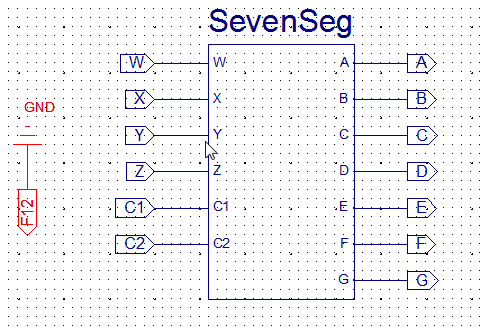 SevenSeg
W W A A
X X B B
GND
Y Y C C
Z Z D D
F12
C1 C1 E E
C2 C2 F F
G G